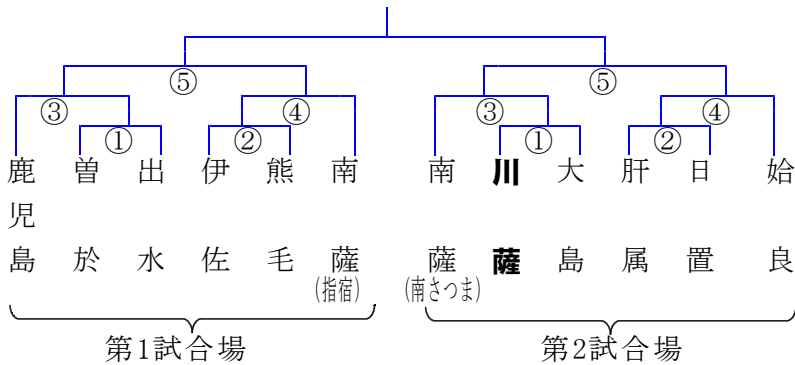 ⑤ ⑤
③ ④ ③ ④
① ② ① ②
鹿児島
曽於
出水
伊佐
熊毛
南薩
(指宿)
南薩
(南さつま)
川薩
大島
肝属
日置
姶良
第1試合場
第2試合場